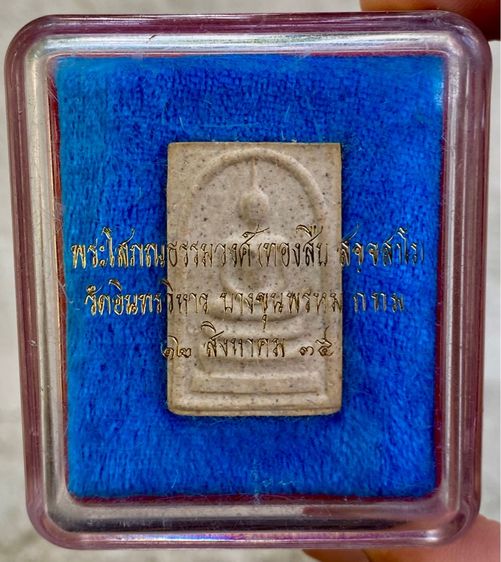 พระโสภณธรรมวงศ์ (ทองสืบ สจฺจสาโร)
วัดอินทรวิหาร บางขุนพรหม กทม.
๑๒ สิงหาคม ๓๕